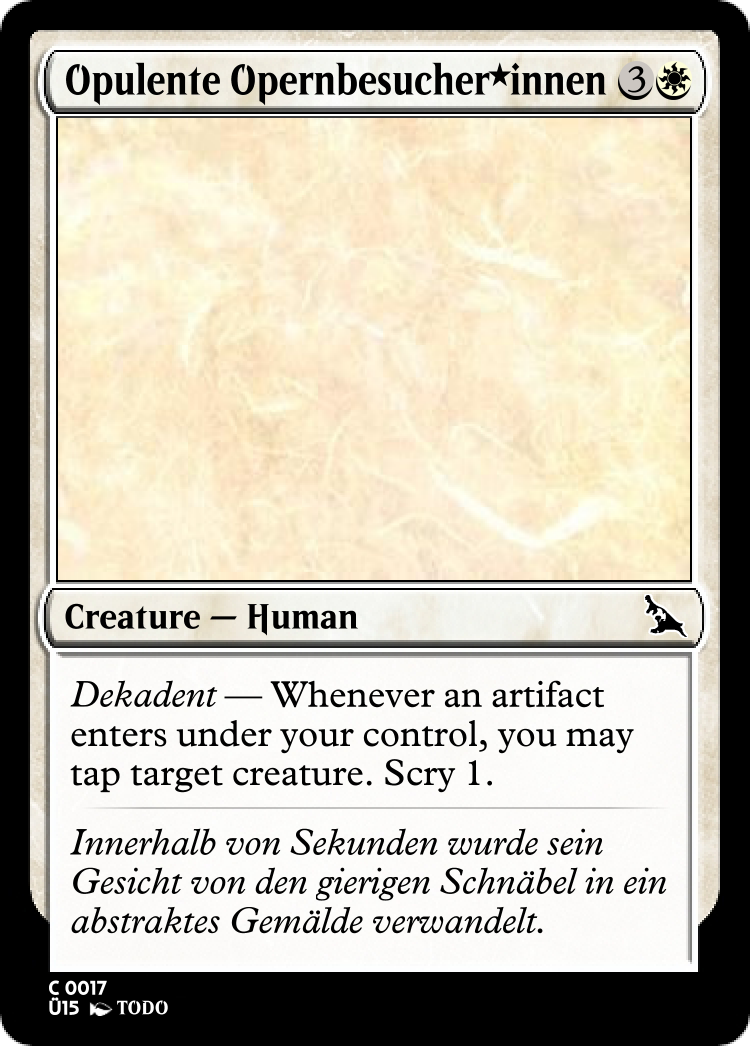 Opulente Opernbesucher★innen 3
Creature — Human
Dekadent — Whenever an artifact
enters under your control, you may
tap target creature. Scry 1.
Innerhalb von Sekunden wurde sein
Gesicht von den gierigen Schnäbel in ein
abstraktes Gemälde verwandelt.
C 0017
Ü15 TODO